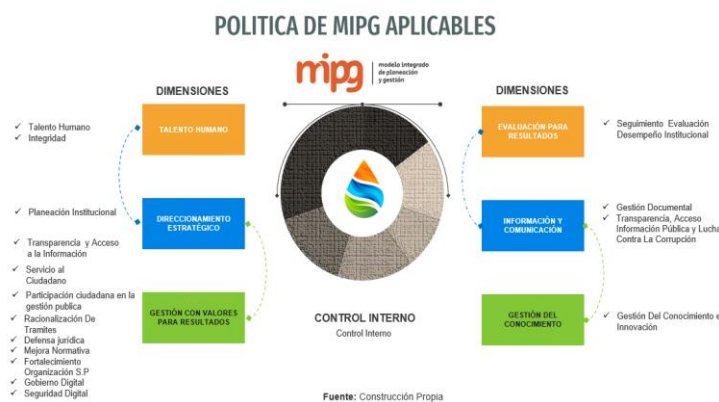 POLITICA DE MIPG APLICABLES
mipg
modelo integrado
de planeación
y gestión
DIMENSIONES
✓ Talento Humano
✓ Integridad
TALENTO HUMANO
✓ Planeación Institucional
DIRECCIONAMIENTO
ESTRATÉGICO
✓ Transparencia y Acceso
a la Información
✓ Servicio al
Ciudadano
✓ Participación ciudadana en la
gestión publica
✓ Racionalización De
Tramites
✓ Defensa jurídica
✓ Mejora Normativa
✓ Fortalecimiento
Organización S.P
✓ Gobierno Digital
✓ Seguridad Digital
GESTIÓN CON VALORES
PARA RESULTADOS
CONTROL INTERNO
Control Interno
DIMENSIONES
EVALUACIÓN PARA
RESULTADOS
✓ Seguimiento Evaluación
Desempeño Institucional
INFORMACIÓN Y
COMUNICACIÓN
✓ Gestión Documental
✓ Transparencia, Acceso
Información Pública y Lucha
Contra La Corrupción
GESTIÓN DEL
CONOCIMIENTO
✓ Gestión Del Conocimiento e
Innovación
Fuente: Construcción Propia